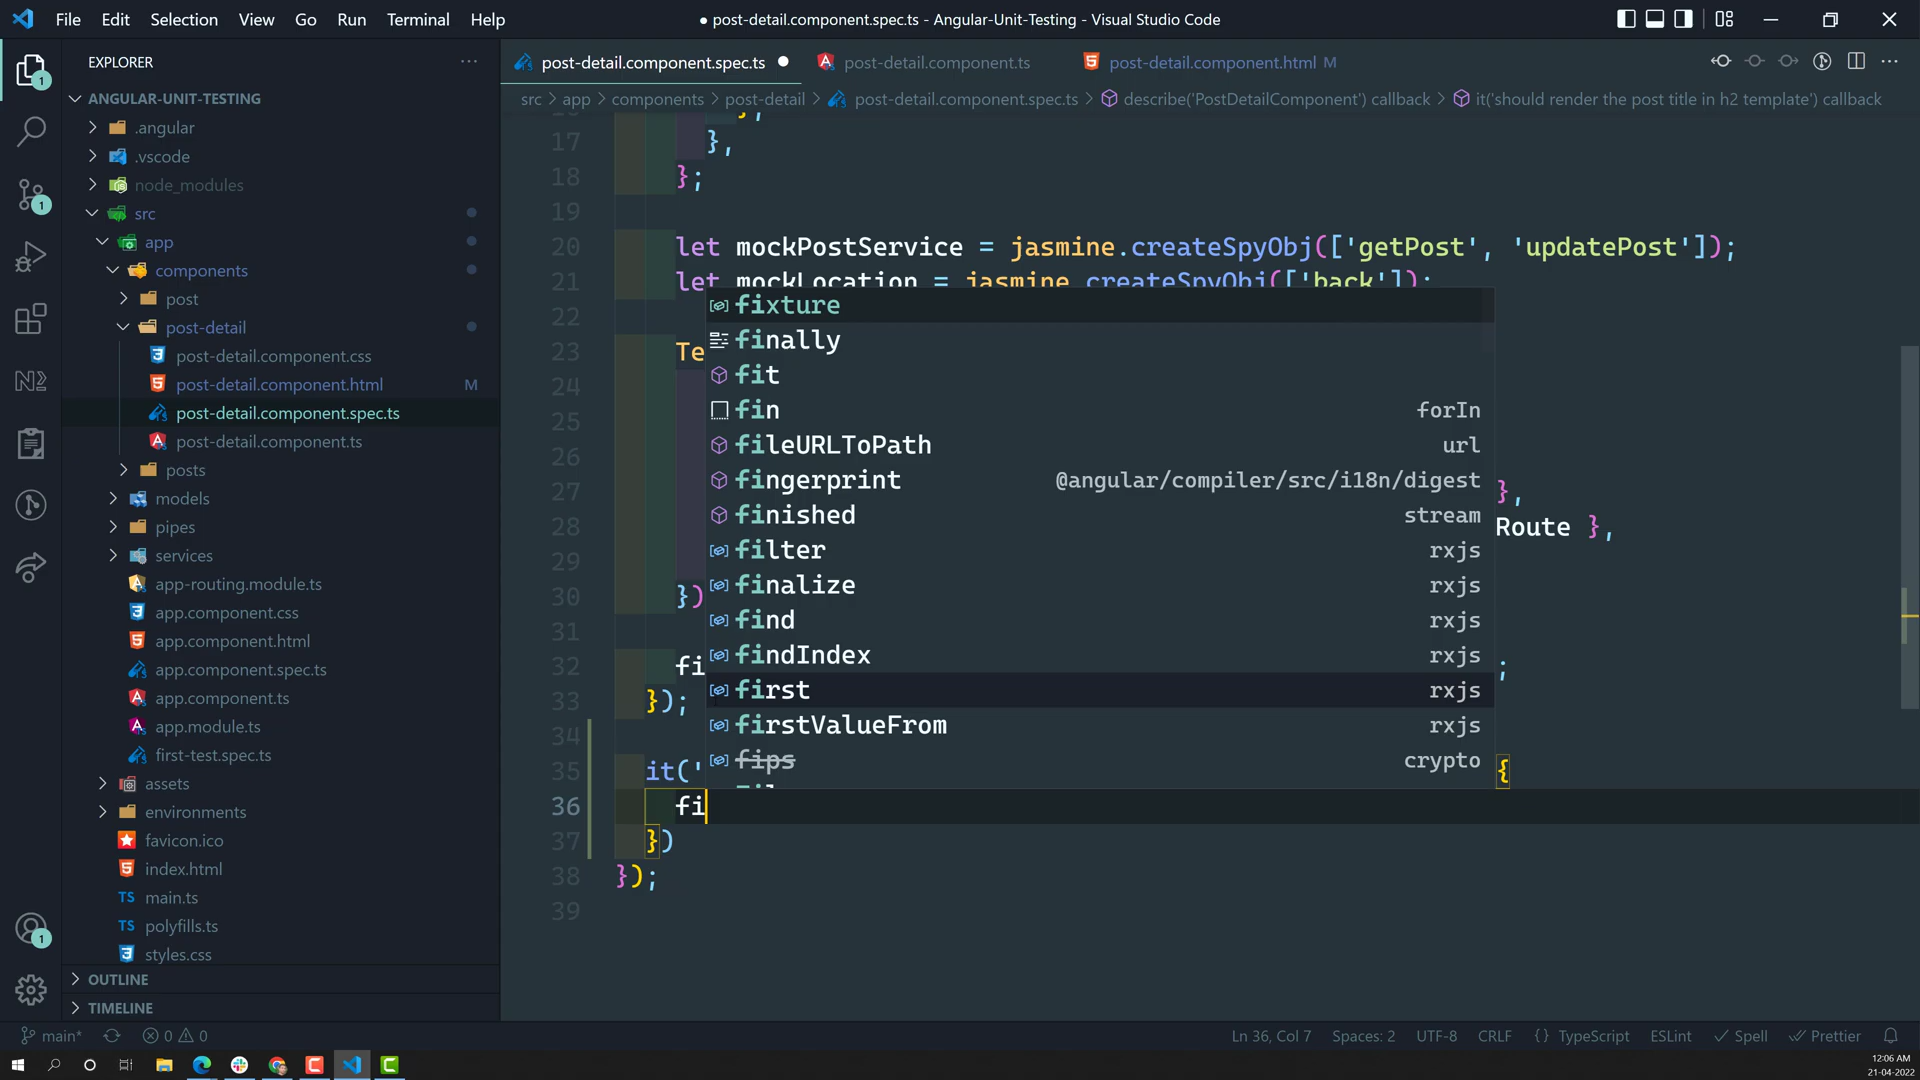 File Edit Selection View Go Run Terminal Help
● post-detail.component.spec.ts - Angular-Unit-Testing - Visual Studio Code
EXPLORER
ANGULAR-UNIT-TESTING
.angular
.vscode
node_modules
src
app
components
post
post-detail
post-detail.component.css
post-detail.component.html M
post-detail.component.spec.ts
post-detail.component.ts
posts
models
pipes
services
app-routing.module.ts
app.component.css
app.component.html
app.component.spec.ts
app.component.ts
app.module.ts
first-test.spec.ts
assets
environments
favicon.ico
index.html
TS main.ts
TS polyfills.ts
styles.css
OUTLINE
TIMELINE
1
1
1
post-detail.component.spec.ts ● post-detail.component.ts post-detail.component.html M
src > app > components > post-detail > post-detail.component.spec.ts > describe('PostDetailComponent') callback > it('should render the post title in h2 template') callback
17 },
18 };
19
20 let mockPostService = jasmine.createSpyObj(['getPost', 'updatePost']);
21 let mockLocation = jasmine.createSpyObj(['back']);
22
23 Te
24
25
26
27 },
28 Route },
29
30 })
31
32 fi ;
33 });
34
35 it(' {
36 fi
37 })
38 });
39
fixture
finally
fit
fin forIn
fileURLToPath url
fingerprint @angular/compiler/src/i18n/digest
finished stream
filter rxjs
finalize rxjs
find rxjs
findIndex rxjs
first rxjs
firstValueFrom rxjs
fips crypto
main* 0 0
Ln 36, Col 7 Spaces: 2 UTF-8 CRLF {} TypeScript ESLint Spell Prettier
12:06 AM
21-04-2022